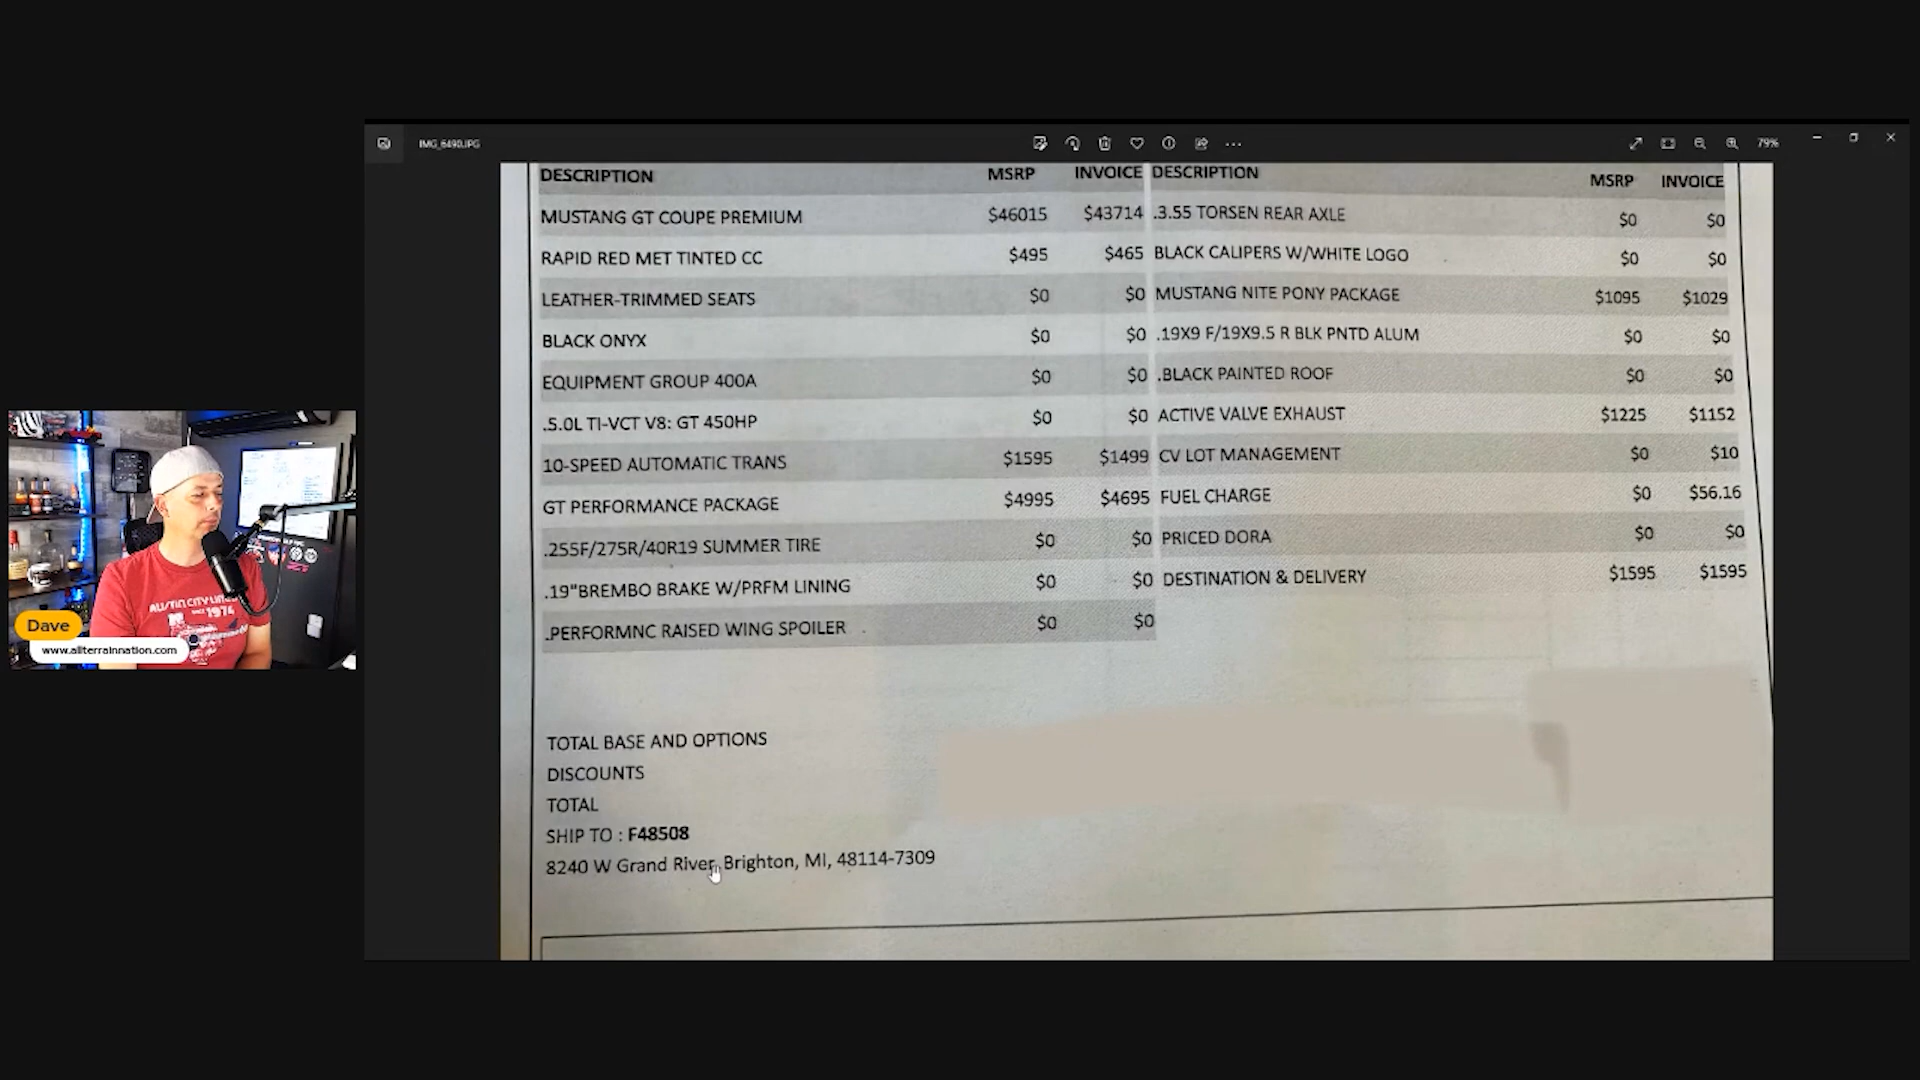 IMG_6490.JPG
79%
DESCRIPTION MSRP INVOICE DESCRIPTION MSRP INVOICE
MUSTANG GT COUPE PREMIUM $46015 $43714 .3.55 TORSEN REAR AXLE $0 $0
RAPID RED MET TINTED CC $495 $465 BLACK CALIPERS W/WHITE LOGO $0 $0
LEATHER-TRIMMED SEATS $0 $0 MUSTANG NITE PONY PACKAGE $1095 $1029
BLACK ONYX $0 $0 .19X9 F/19X9.5 R BLK PNTD ALUM $0 $0
EQUIPMENT GROUP 400A $0 $0 .BLACK PAINTED ROOF $0 $0
.5.0L TI-VCT V8: GT 450HP $0 $0 ACTIVE VALVE EXHAUST $1225 $1152
10-SPEED AUTOMATIC TRANS $1595 $1499 CV LOT MANAGEMENT $0 $10
GT PERFORMANCE PACKAGE $4995 $4695 FUEL CHARGE $0 $56.16
.255F/275R/40R19 SUMMER TIRE $0 $0 PRICED DORA $0 $0
.19"BREMBO BRAKE W/PRFM LINING $0 $0 DESTINATION & DELIVERY $1595 $1595
.PERFORMNC RAISED WING SPOILER $0 $0
TOTAL BASE AND OPTIONS
DISCOUNTS
TOTAL
SHIP TO : F48508
8240 W Grand River, Brighton, MI, 48114-7309
AUSTIN CITY LIMITS
SINCE 1974
Dave
www.allterrainnation.com